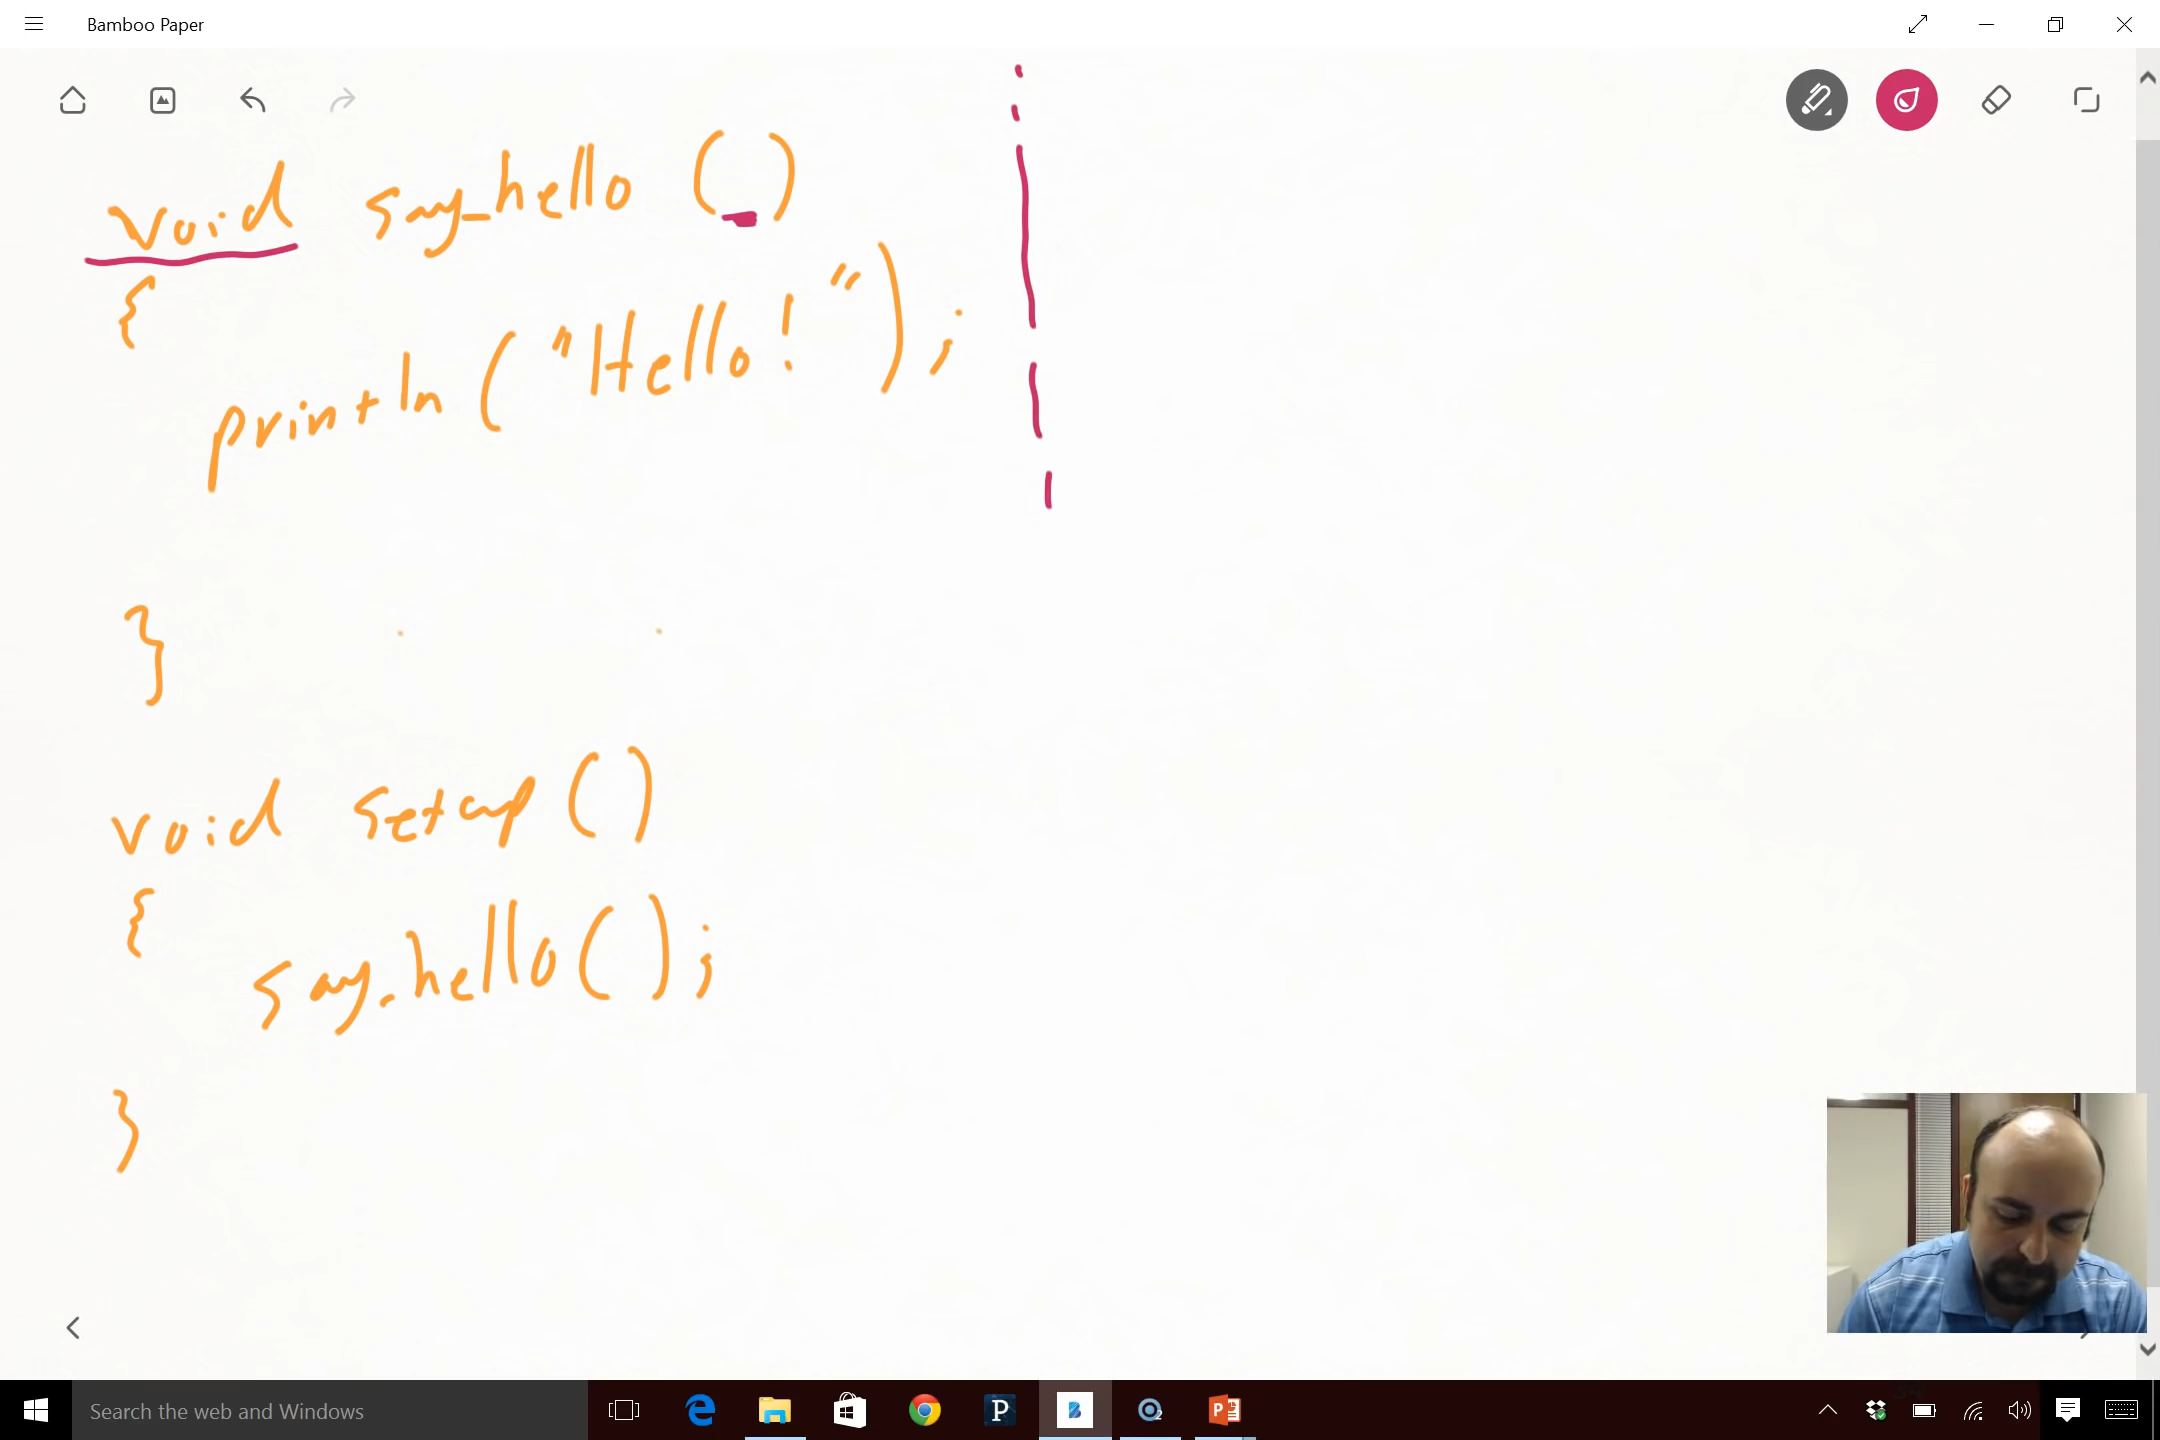 Bamboo Paper
void say_hello ( )
{
println ("Hello!");
}
void setup ()
{
say_hello();
}
Search the web and Windows